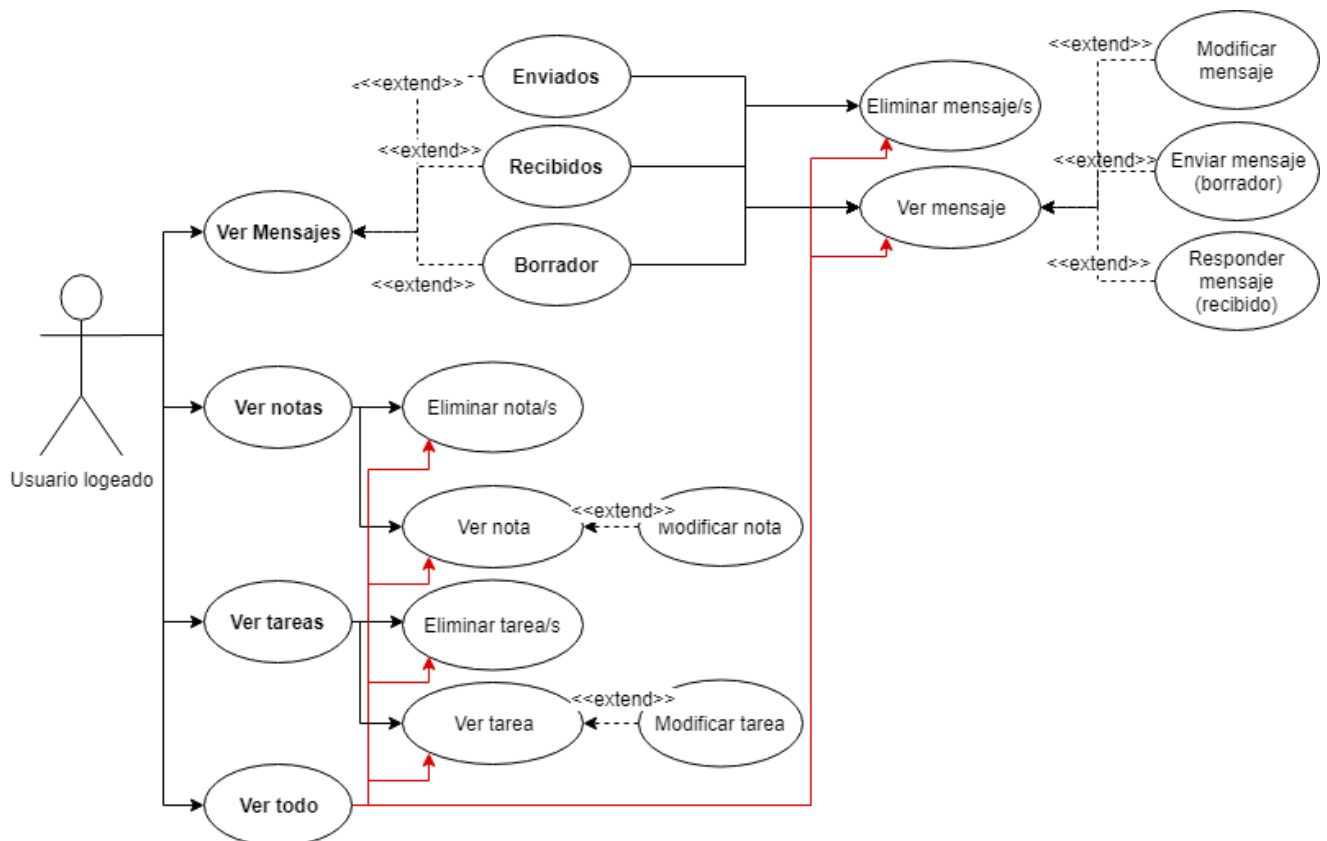 <<extend>>
Enviados
<<extend>>
Recibidos
Ver Mensajes
<<extend>>
Borrador
Eliminar mensaje/s
Ver mensaje
<<extend>>
Modificar
mensaje
<<extend>>
Enviar mensaje
(borrador)
<<extend>>
Responder
mensaje
(recibido)
Usuario logeado
Ver notas
Eliminar nota/s
Ver nota
<<extend>>
Modificar nota
Ver tareas
Eliminar tarea/s
Ver tarea
<<extend>>
Modificar tarea
Ver todo